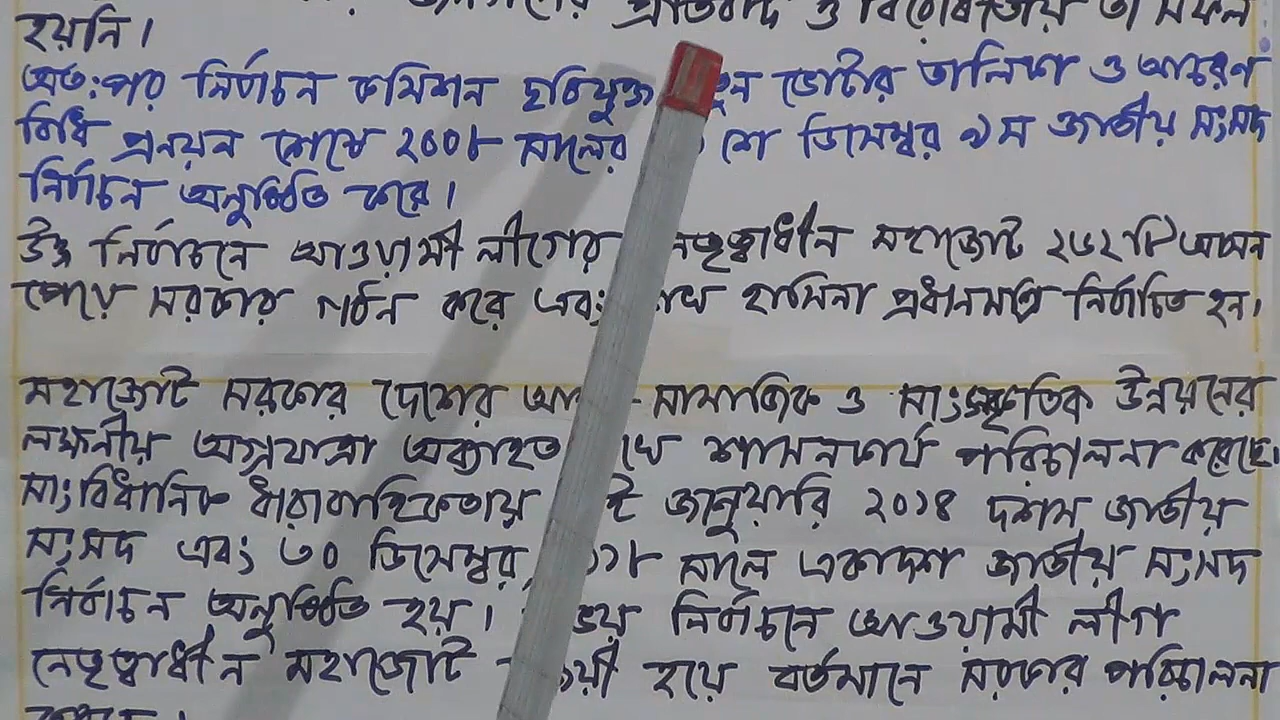 প্রতিবাদ ও বিরোধিতায় তা সফল
হয়নি।
অত:পর নির্বাচন কমিশন ছবিযুক্ত ভোটার তালিকা ও আচরণ
বিধি প্রনয়ন শেষে ২০০৮ সালের শে ডিসেম্বর ৯ম জাতীয় সংসদ
নির্বাচন অনুষ্ঠিত করে।
উক্ত নির্বাচনে আওয়ামী লীগের মহাজোট ২৬২টি আসন
পেয়ে সরকার গঠন করে এবং হাসিনা প্রধানমন্ত্রি নির্বাচিত হন।
মহাজোট সরকার দেশের সামাজিক ও সাংস্কৃতিক উন্নয়নের
লক্ষনীয় অগ্রযাত্রা অব্যাহত শাসনকার্য পরিচালনা করেছে।
সাংবিধানিক ধারাবাহিকতায় জানুয়ারি ২০১৪ দশম জাতীয়
সংসদ এবং ৩০ ডিসেম্বর, সালে একাদশ জাতীয় সংসদ
নির্বাচন অনুষ্ঠিত হয়। নির্বাচনে আওয়ামী লীগ
নেতৃত্বাধীন মহাজোট হয়ে বর্তমানে সরকার পরিচালনা